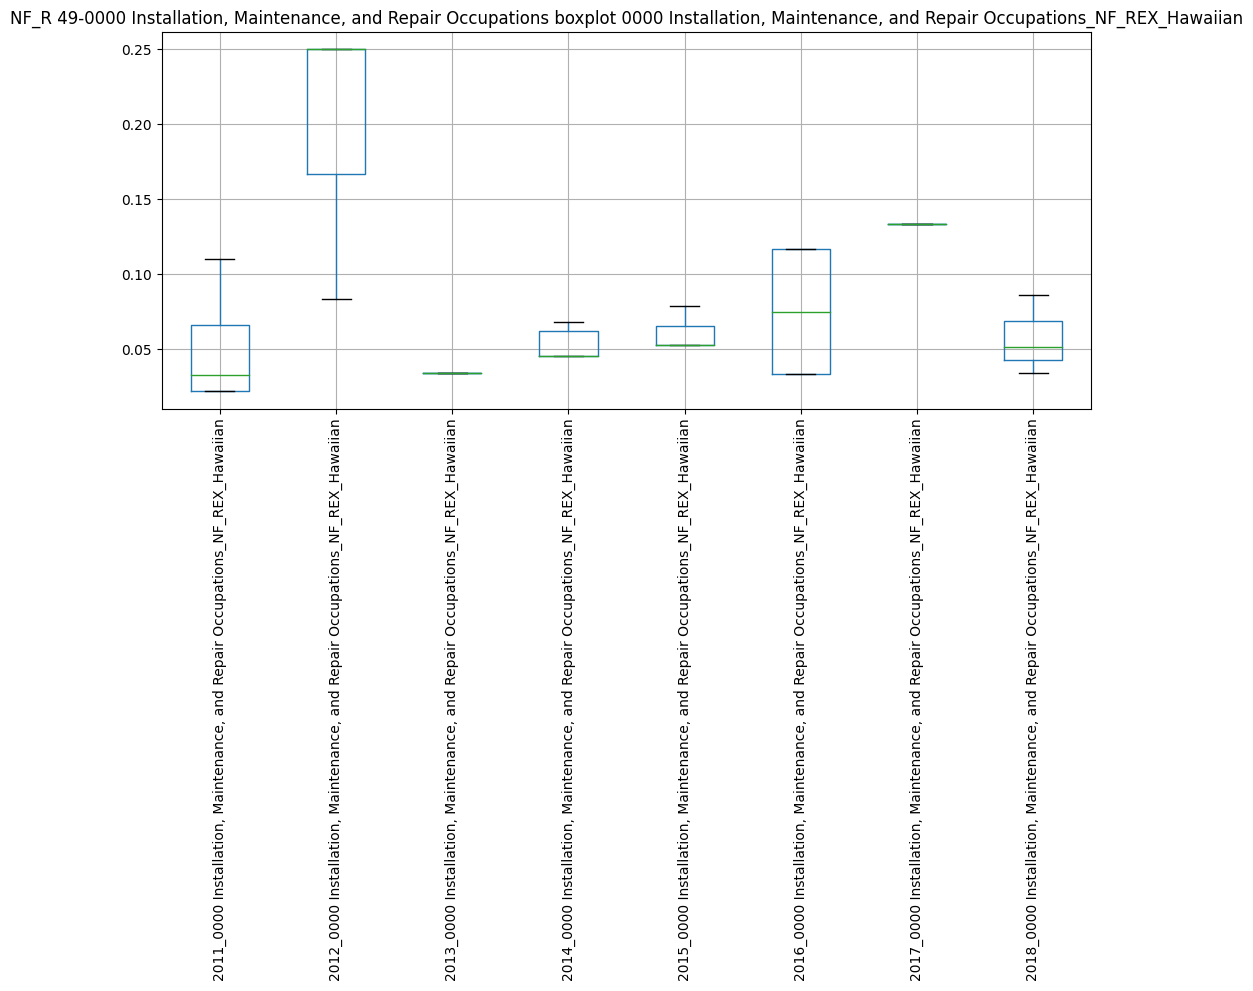 NF_R 49-0000 Installation, Maintenance, and Repair Occupations boxplot 0000 Installation, Maintenance, and Repair Occupations_NF_REX_Hawaiian
0.25
0.20
0.15
0.10
0.05
2011_0000 Installation, Maintenance, and Repair Occupations_NF_REX_Hawaiian
2012_0000 Installation, Maintenance, and Repair Occupations_NF_REX_Hawaiian
2013_0000 Installation, Maintenance, and Repair Occupations_NF_REX_Hawaiian
2014_0000 Installation, Maintenance, and Repair Occupations_NF_REX_Hawaiian
2015_0000 Installation, Maintenance, and Repair Occupations_NF_REX_Hawaiian
2016_0000 Installation, Maintenance, and Repair Occupations_NF_REX_Hawaiian
2017_0000 Installation, Maintenance, and Repair Occupations_NF_REX_Hawaiian
2018_0000 Installation, Maintenance, and Repair Occupations_NF_REX_Hawaiian